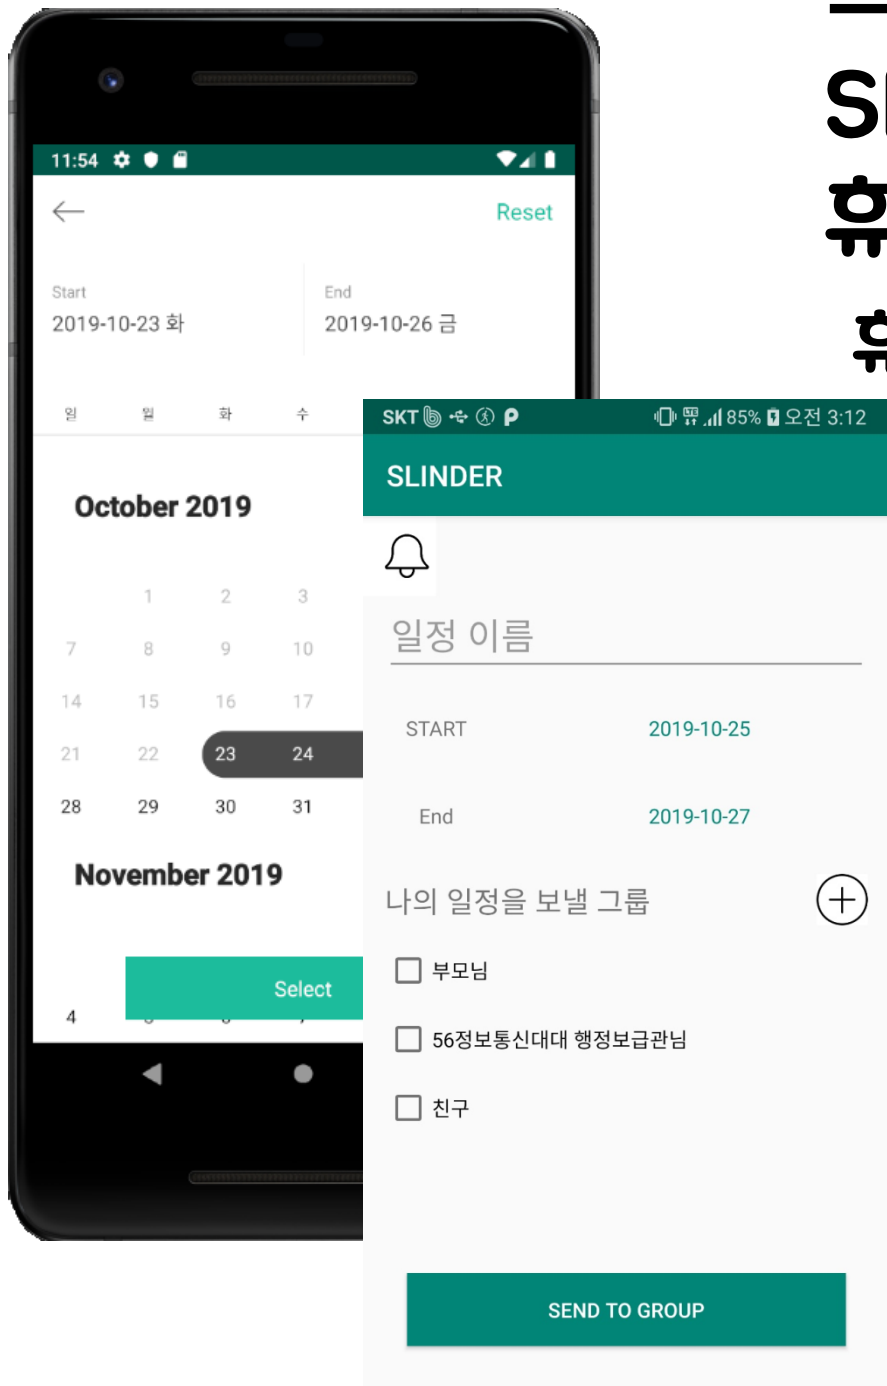 11:54
Reset
Start
End
2019-10-23 화
2019-10-26 금
일 월 화 수
October 2019
1 2 3
7 8 9 10
14 15 16 17
21 22 23 24
28 29 30 31
November 2019
Select
4
휴
SKT 85% 오전 3:12
SLINDER
일정 이름
START 2019-10-25
End 2019-10-27
나의 일정을 보낼 그룹
부모님
56정보통신대대 행정보급관님
친구
SEND TO GROUP